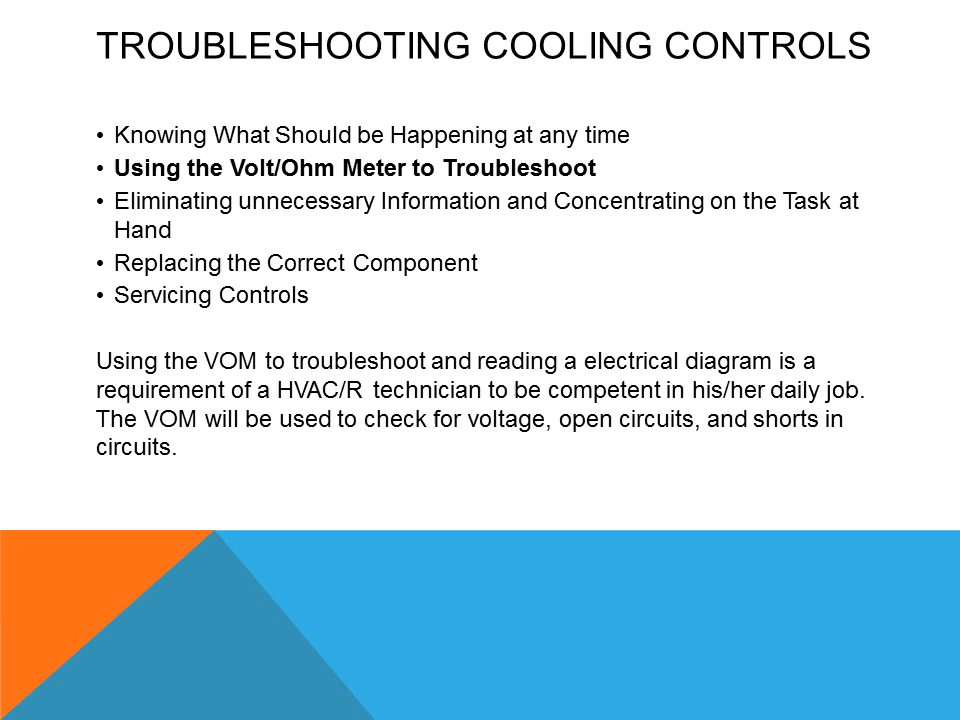 TROUBLESHOOTING COOLING CONTROLS
• Knowing What Should be Happening at any time
• Using the Volt/Ohm Meter to Troubleshoot
• Eliminating unnecessary Information and Concentrating on the Task at
Hand
• Replacing the Correct Component
• Servicing Controls
Using the VOM to troubleshoot and reading a electrical diagram is a
requirement of a HVAC/R technician to be competent in his/her daily job.
The VOM will be used to check for voltage, open circuits, and shorts in
circuits.